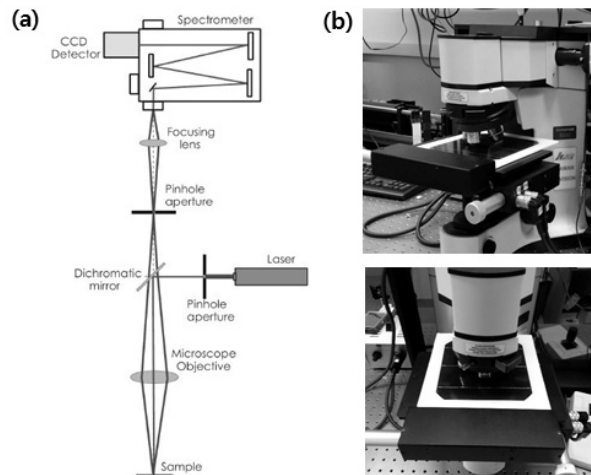 (a)
Spectrometer
CCD
Detector
Focusing
lens
Pinhole
aperture
Laser
Dichromatic
mirror
Pinhole
aperture
Microscope
Objective
Sample
(b)